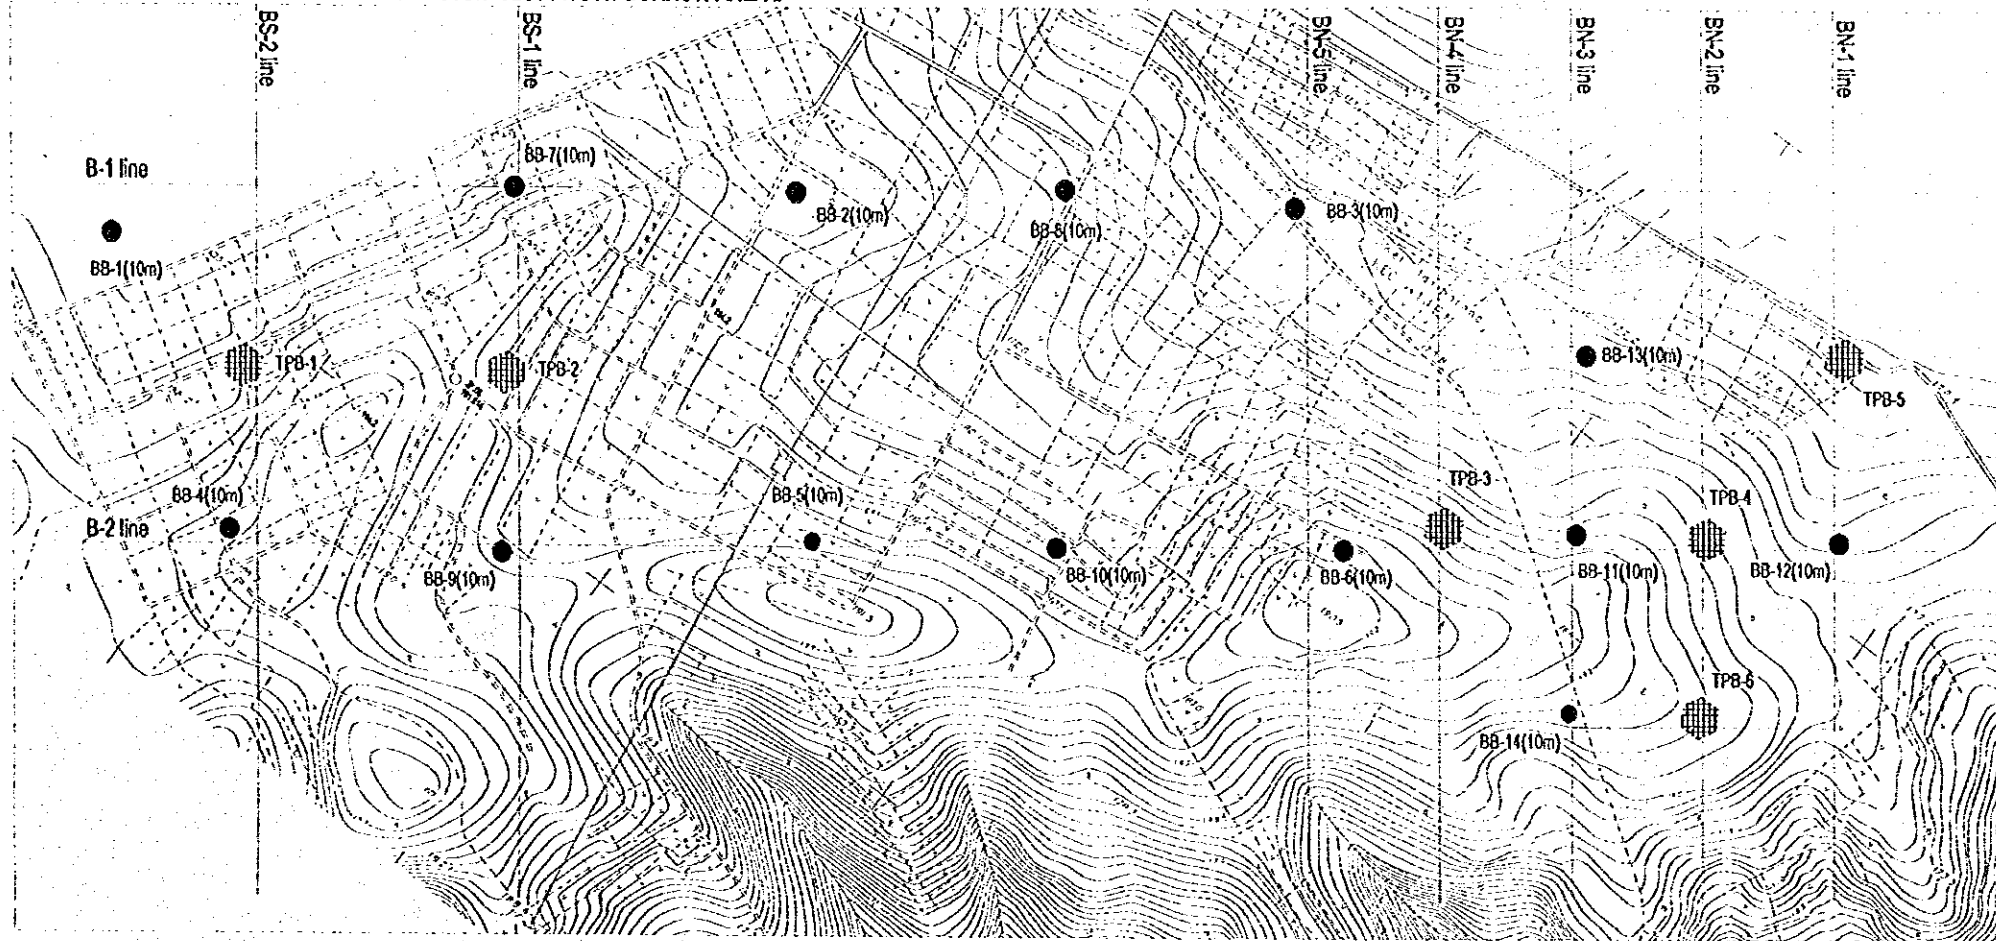 BS-2 line
BS-1 line
BN-5 line
BN-4 line
BN-3 line
BN-2 line
BN-1 line
B-1 line
BB-7(10m)
BB-2(10m)
BB-3(10m)
BB-1(10m)
TPB-1
TPB-2
BB-13(10m)
TPB-5
BB-4(10m)
BB-5(10m)
TPB-3
TPB-4
B-2 line
BB-9(10m)
BB-10(10m)
BB-6(10m)
BB-11(10m)
BB-12(10m)
TPB-6
BB-14(10m)